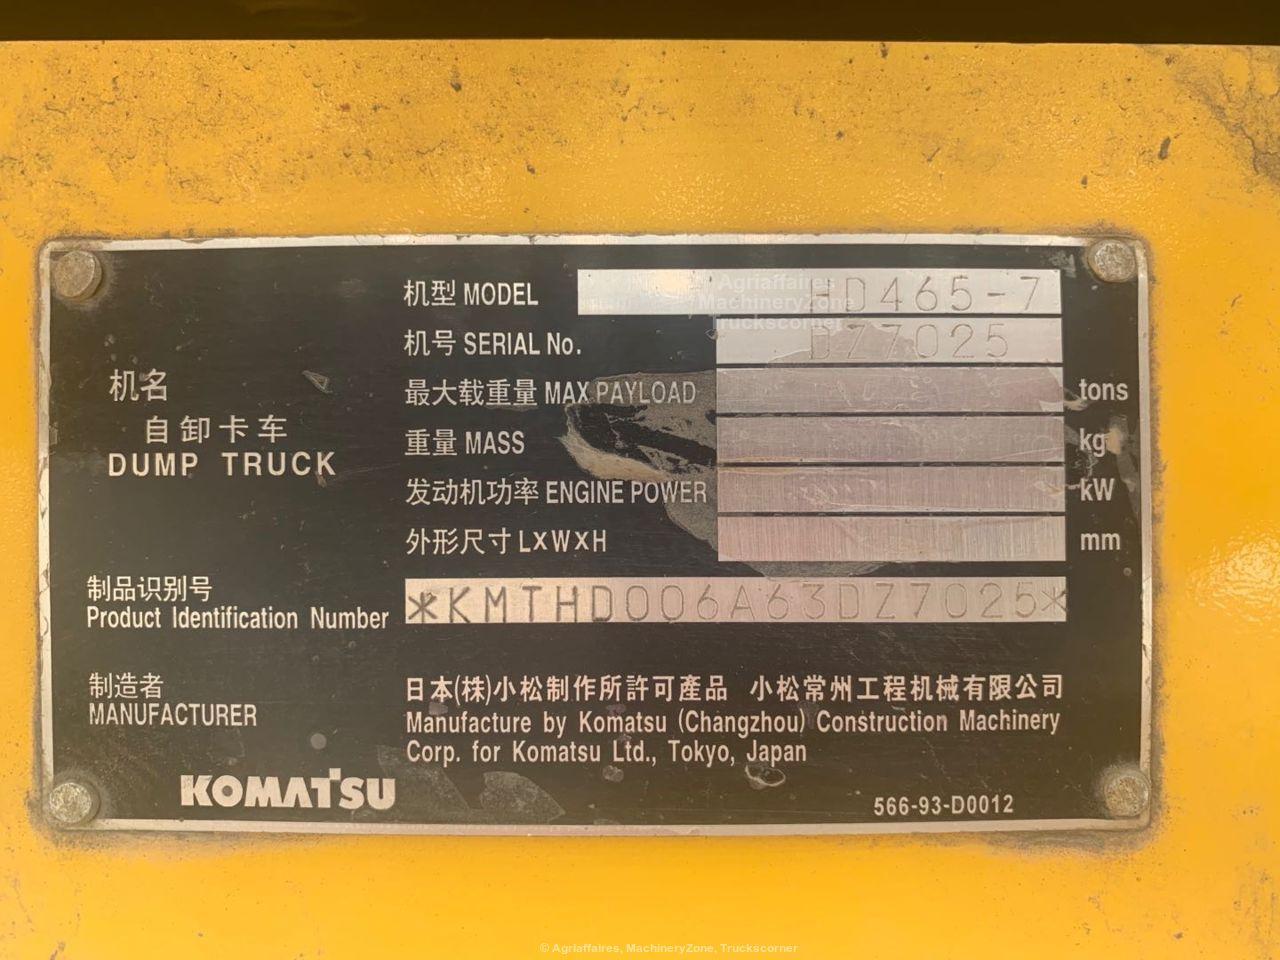 机型 MODEL HD465-7
机号 SERIAL No. DZ7025
最大载重量 MAX PAYLOAD tons
重量 MASS kg
发动机功率 ENGINE POWER kW
外形尺寸 LXWXH mm
机名
自卸卡车
DUMP TRUCK
制品识别号
Product Identification Number
*KMTHD006A63DZ7025*
制造者
MANUFACTURER
日本(株)小松制作所許可產品 小松常州工程机械有限公司
Manufacture by Komatsu (Changzhou) Construction Machinery
Corp. for Komatsu Ltd., Tokyo, Japan
KOMATSU
566-93-D0012
Agriaffaires
MachineryZone
Truckscorner
© Agriaffaires, MachineryZone, Truckscorner